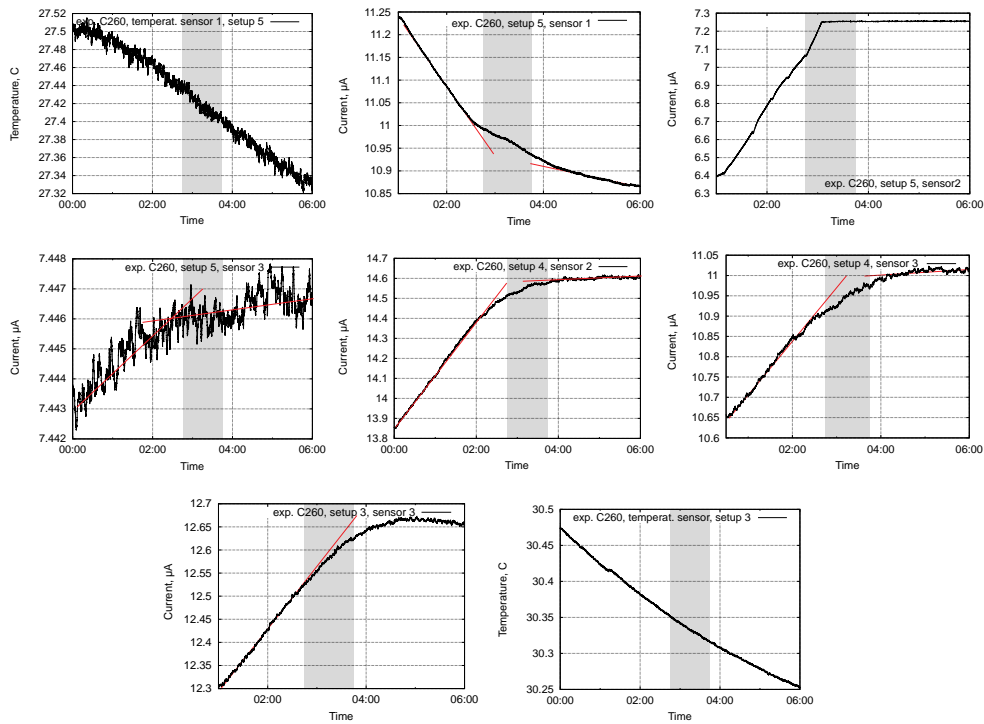 exp. C260, temperat. sensor 1, setup 5
27.5
27.48
27.46
27.44
27.42
27.4
27.38
27.36
27.34
27.32
Temperature, C
00:00 02:00 04:00 06:00
Time
exp. C260, setup 5, sensor 1
11.25
11.2
11.15
11.1
11.05
11
10.95
10.9
10.85
Current, μA
02:00 04:00 06:00
Time
7.3
7.2
7.1
7
6.9
6.8
6.7
6.6
6.5
6.4
6.3
Current, μA
exp. C260, setup 5, sensor2
02:00 04:00 06:00
Time
exp. C260, setup 5, sensor 3
7.448
7.447
7.446
7.445
7.444
7.443
7.442
Current, μA
00:00 02:00 04:00 06:00
Time
exp. C260, setup 4, sensor 2
14.7
14.6
14.5
14.4
14.3
14.2
14.1
14
13.9
13.8
Current, μA
00:00 02:00 04:00 06:00
Time
exp. C260, setup 4, sensor 3
11.05
11
10.95
10.9
10.85
10.8
10.75
10.7
10.65
10.6
Current, μA
02:00 04:00 06:00
Time
exp. C260, setup 3, sensor 3
12.7
12.65
12.6
12.55
12.5
12.45
12.4
12.35
12.3
Current, μA
02:00 04:00 06:00
Time
exp. C260, temperat. sensor, setup 3
30.5
30.45
30.4
30.35
30.3
30.25
Temperature, C
00:00 02:00 04:00 06:00
Time